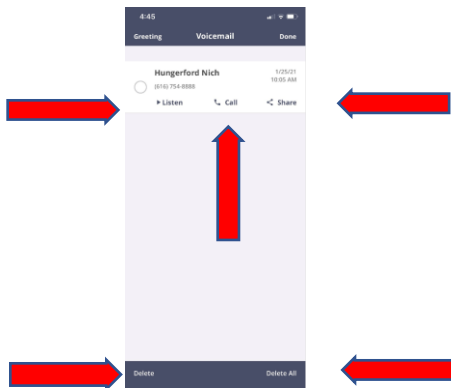 4:45
Greeting Voicemail Done
Hungerford Nich 1/25/21
(616) 754-8888 10:05 AM
Listen Call Share
Delete Delete All